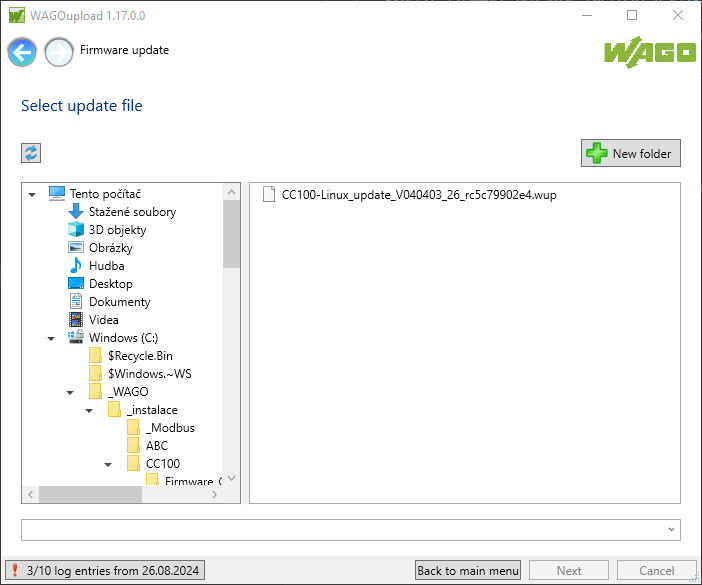 WAGOupload 1.17.0.0
Firmware update
WAGO
Select update file
New folder
Tento počítač
Stažené soubory
3D objekty
Obrázky
Hudba
Desktop
Dokumenty
Videa
Windows (C:)
$Recycle.Bin
$Windows.~WS
_WAGO
_instalace
_Modbus
ABC
CC100
Firmware_
CC100-Linux_update_V040403_26_rc5c79902e4.wup
3/10 log entries from 26.08.2024
Back to main menu
Next
Cancel